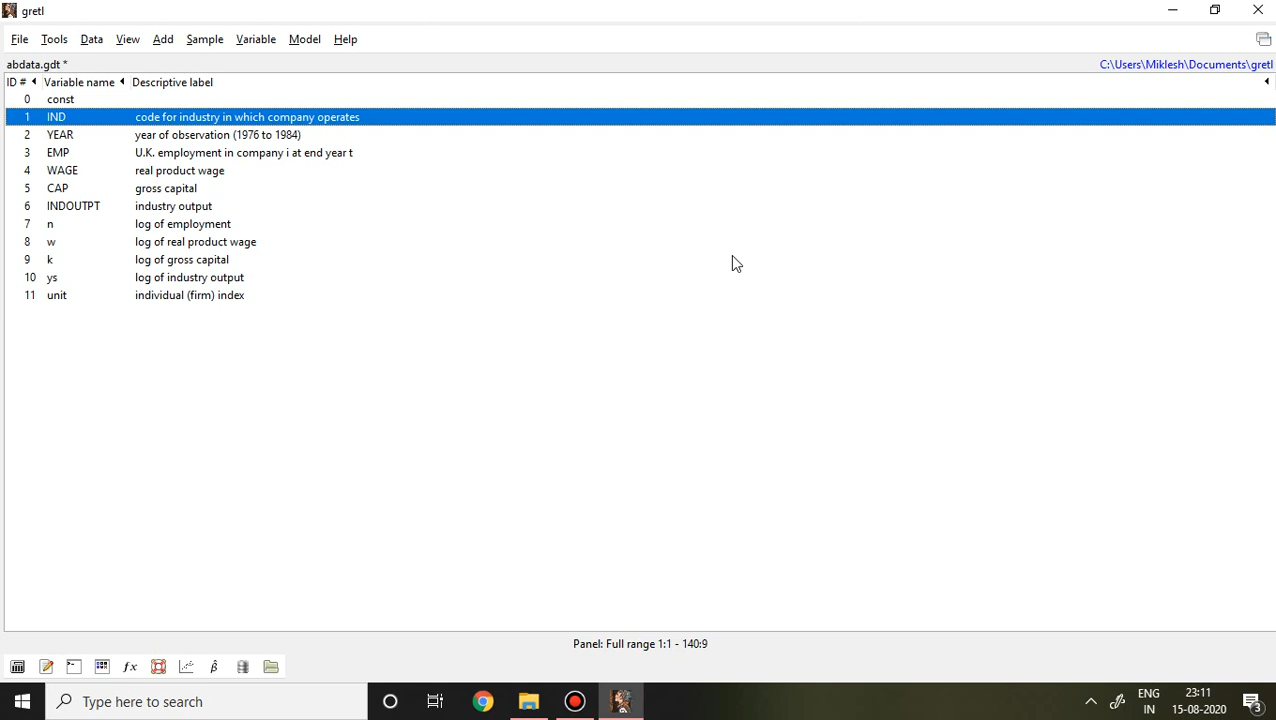 gretl
File Tools Data View Add Sample Variable Model Help
abdata.gdt * C:\Users\Miklesh\Documents\gretl
ID # Variable name Descriptive label
0 const
1 IND code for industry in which company operates
2 YEAR year of observation (1976 to 1984)
3 EMP U.K. employment in company i at end year t
4 WAGE real product wage
5 CAP gross capital
6 INDOUTPT industry output
7 n log of employment
8 w log of real product wage
9 k log of gross capital
10 ys log of industry output
11 unit individual (firm) index
Panel: Full range 1:1 - 140:9
fx β̂
Type here to search
ENG 23:11
IN 15-08-2020 3